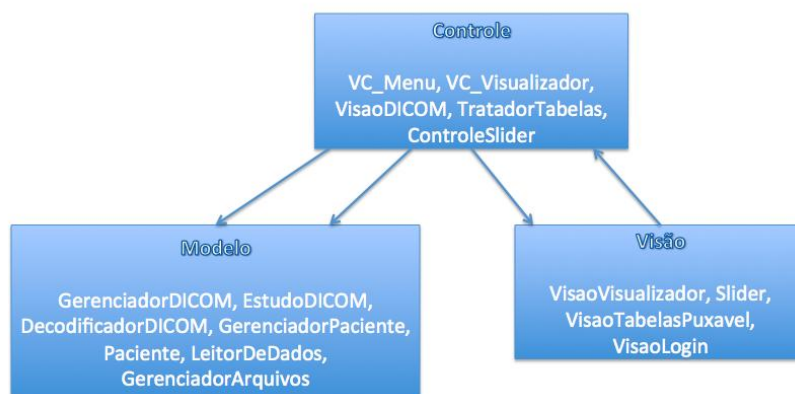 Controle
VC_Menu, VC_Visualizador,
VisaoDICOM, TratadorTabelas,
ControleSlider
Modelo
GerenciadorDICOM, EstudoDICOM,
DecodificadorDICOM, GerenciadorPaciente,
Paciente, LeitorDeDados,
GerenciadorArquivos
Visão
VisaoVisualizador, Slider,
VisaoTabelasPuxavel,
VisaoLogin